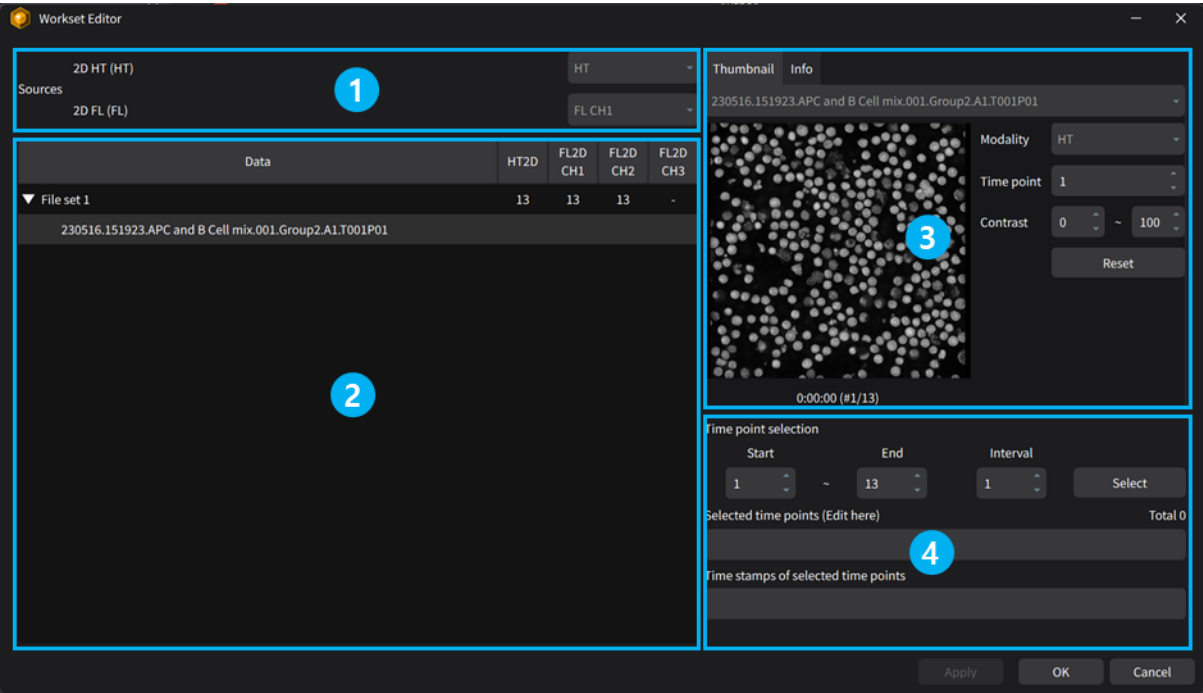 Workset Editor
Sources
2D HT (HT)
HT
1
2D FL (FL)
FL CH1
Data
HT2D
FL2D
CH1
FL2D
CH2
FL2D
CH3
File set 1
13
13
13
-
230516.151923.APC and B Cell mix.001.Group2.A1.T001P01
2
Thumbnail Info
230516.151923.APC and B Cell mix.001.Group2.A1.T001P01
Modality HT
Time point 1
Contrast 0 ~ 100
3
Reset
0:00:00 (#1/13)
Time point selection
Start End Interval
1 ~ 13 1 Select
Selected time points (Edit here) Total 0
4
Time stamps of selected time points
Apply OK Cancel